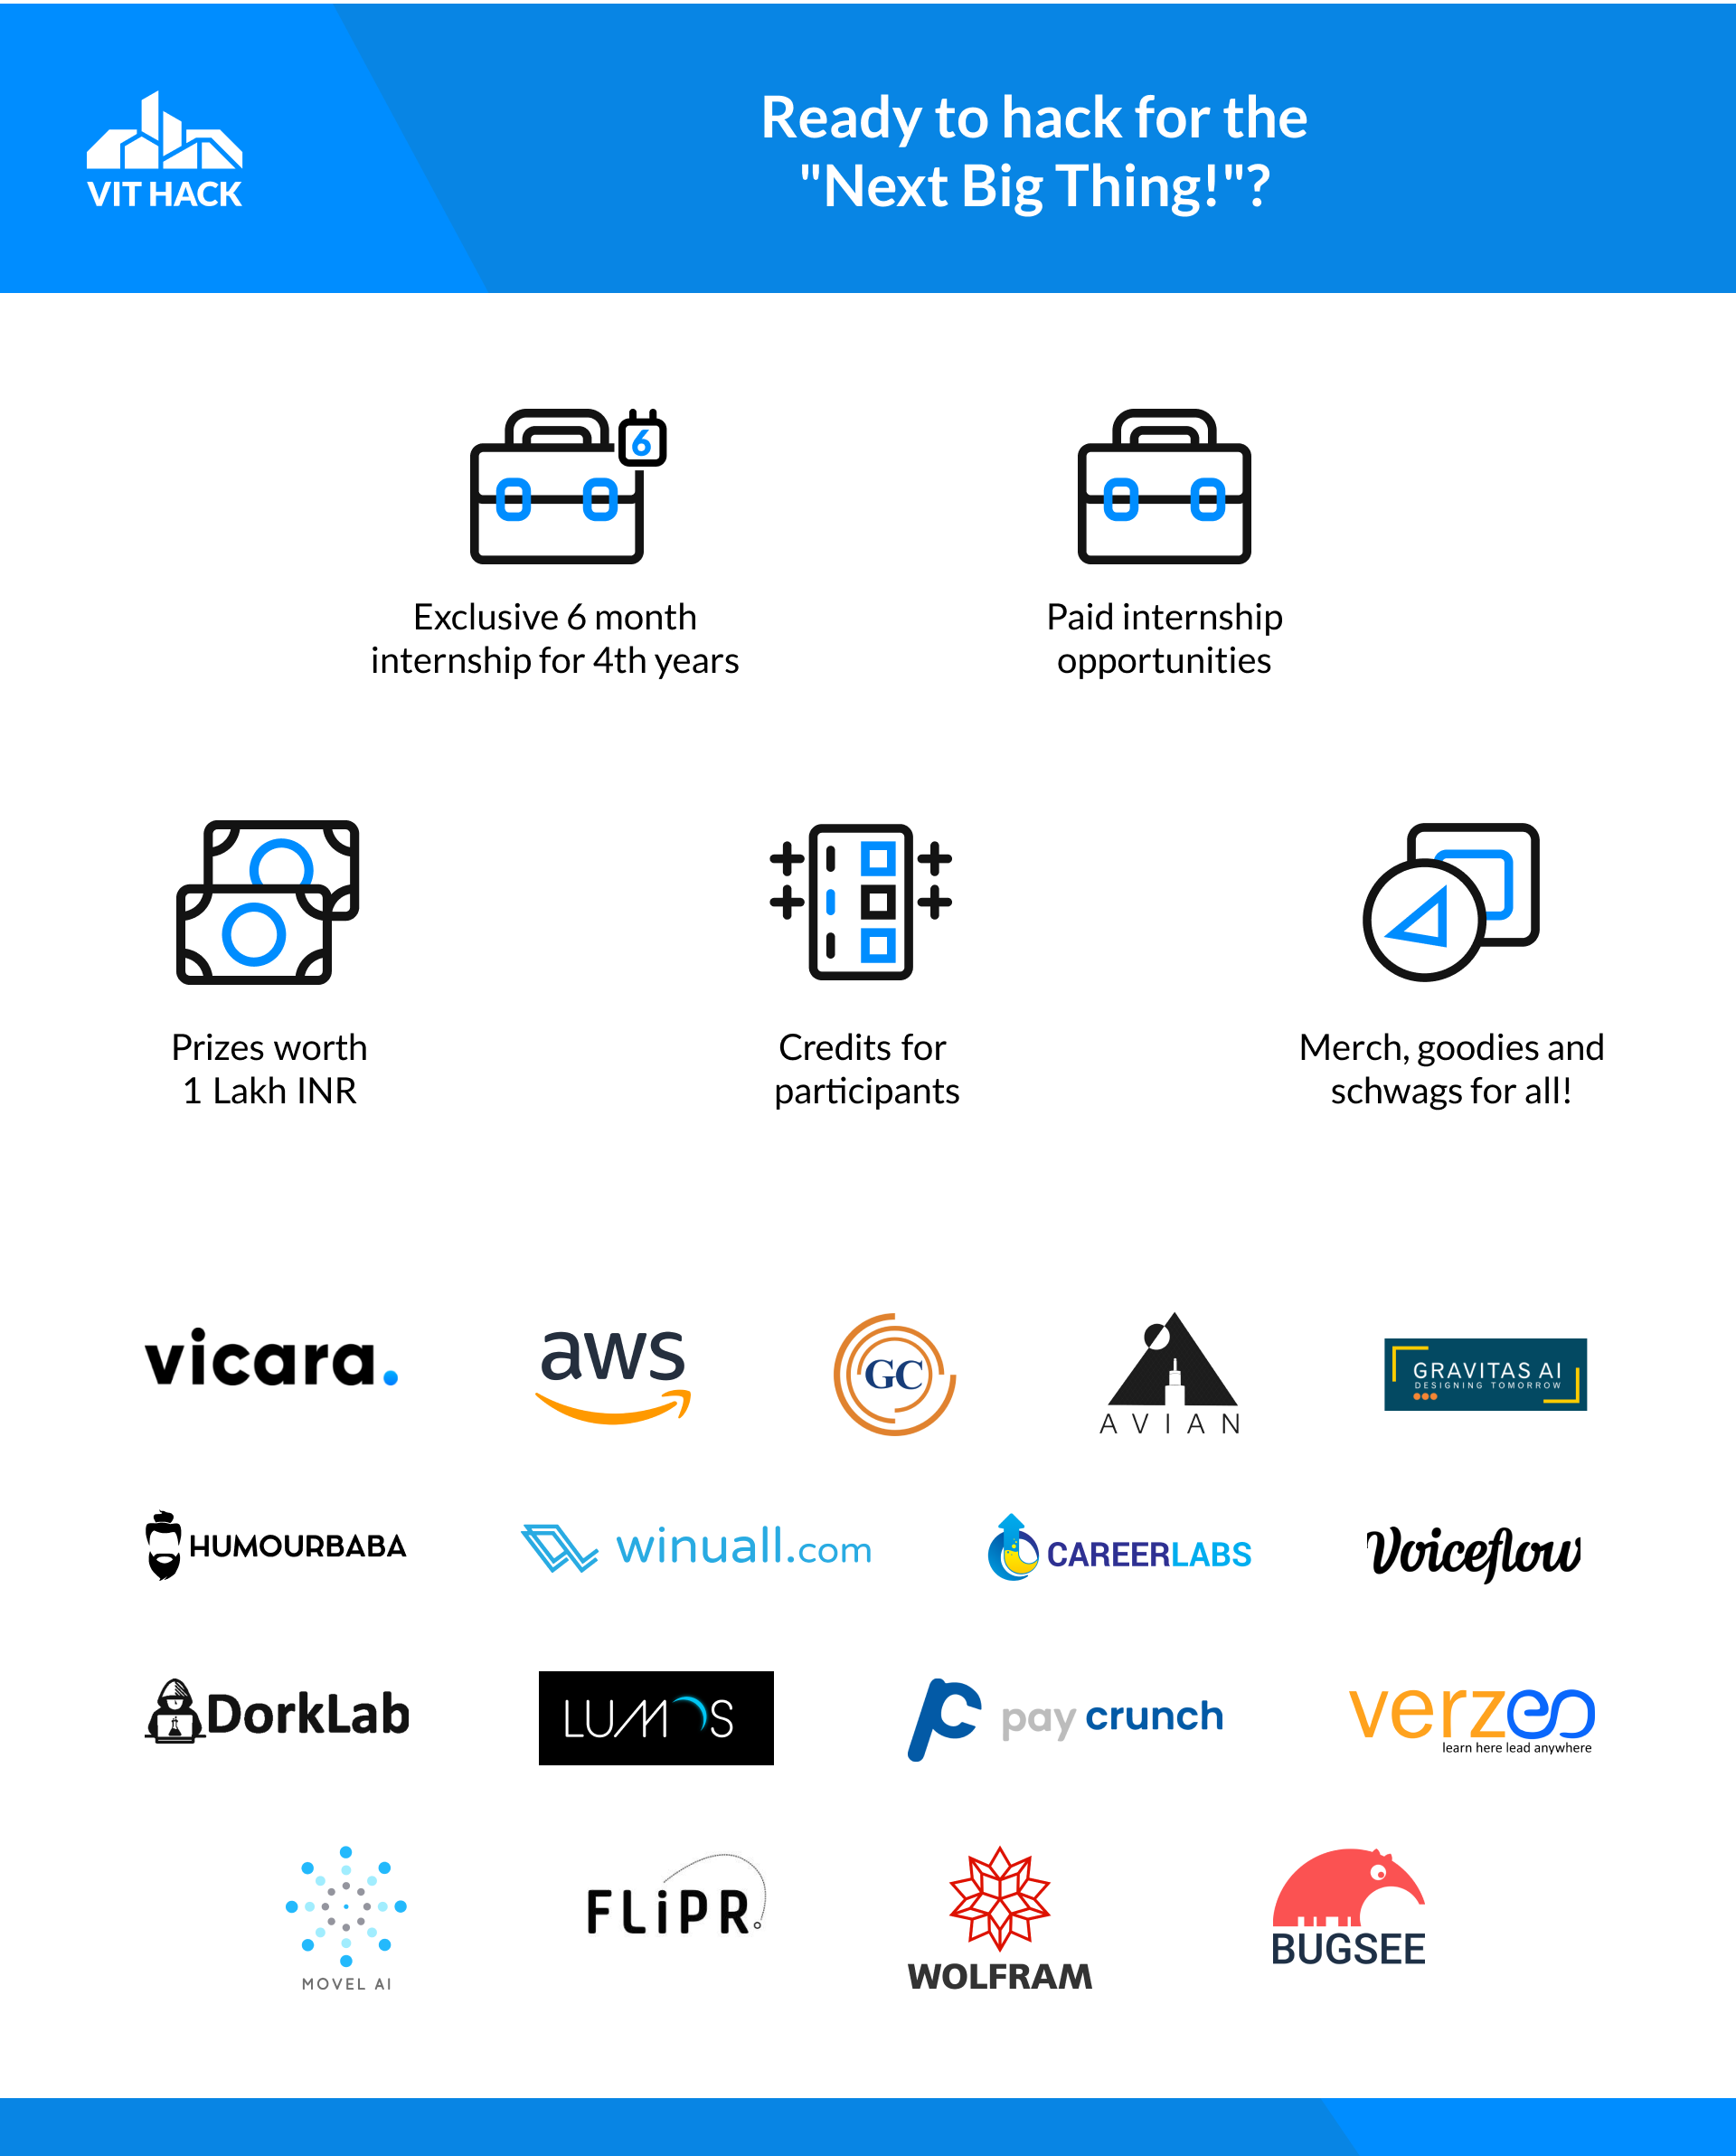 VIT HACK
Ready to hack for the
"Next Big Thing!"?
6
Exclusive 6 month
internship for 4th years
Paid internship
opportunities
Prizes worth
1 Lakh INR
Credits for
participants
Merch, goodies and
schwags for all!
vicara.
aws
GC
AVIAN
GRAVITAS AI
DESIGNING TOMORROW
HUMOURBABA
winuall.com
CAREERLABS
Voiceflow
DorkLab
LUMOS
pay crunch
verzeo
learn here lead anywhere
MOVEL AI
FLiPR
WOLFRAM
BUGSEE